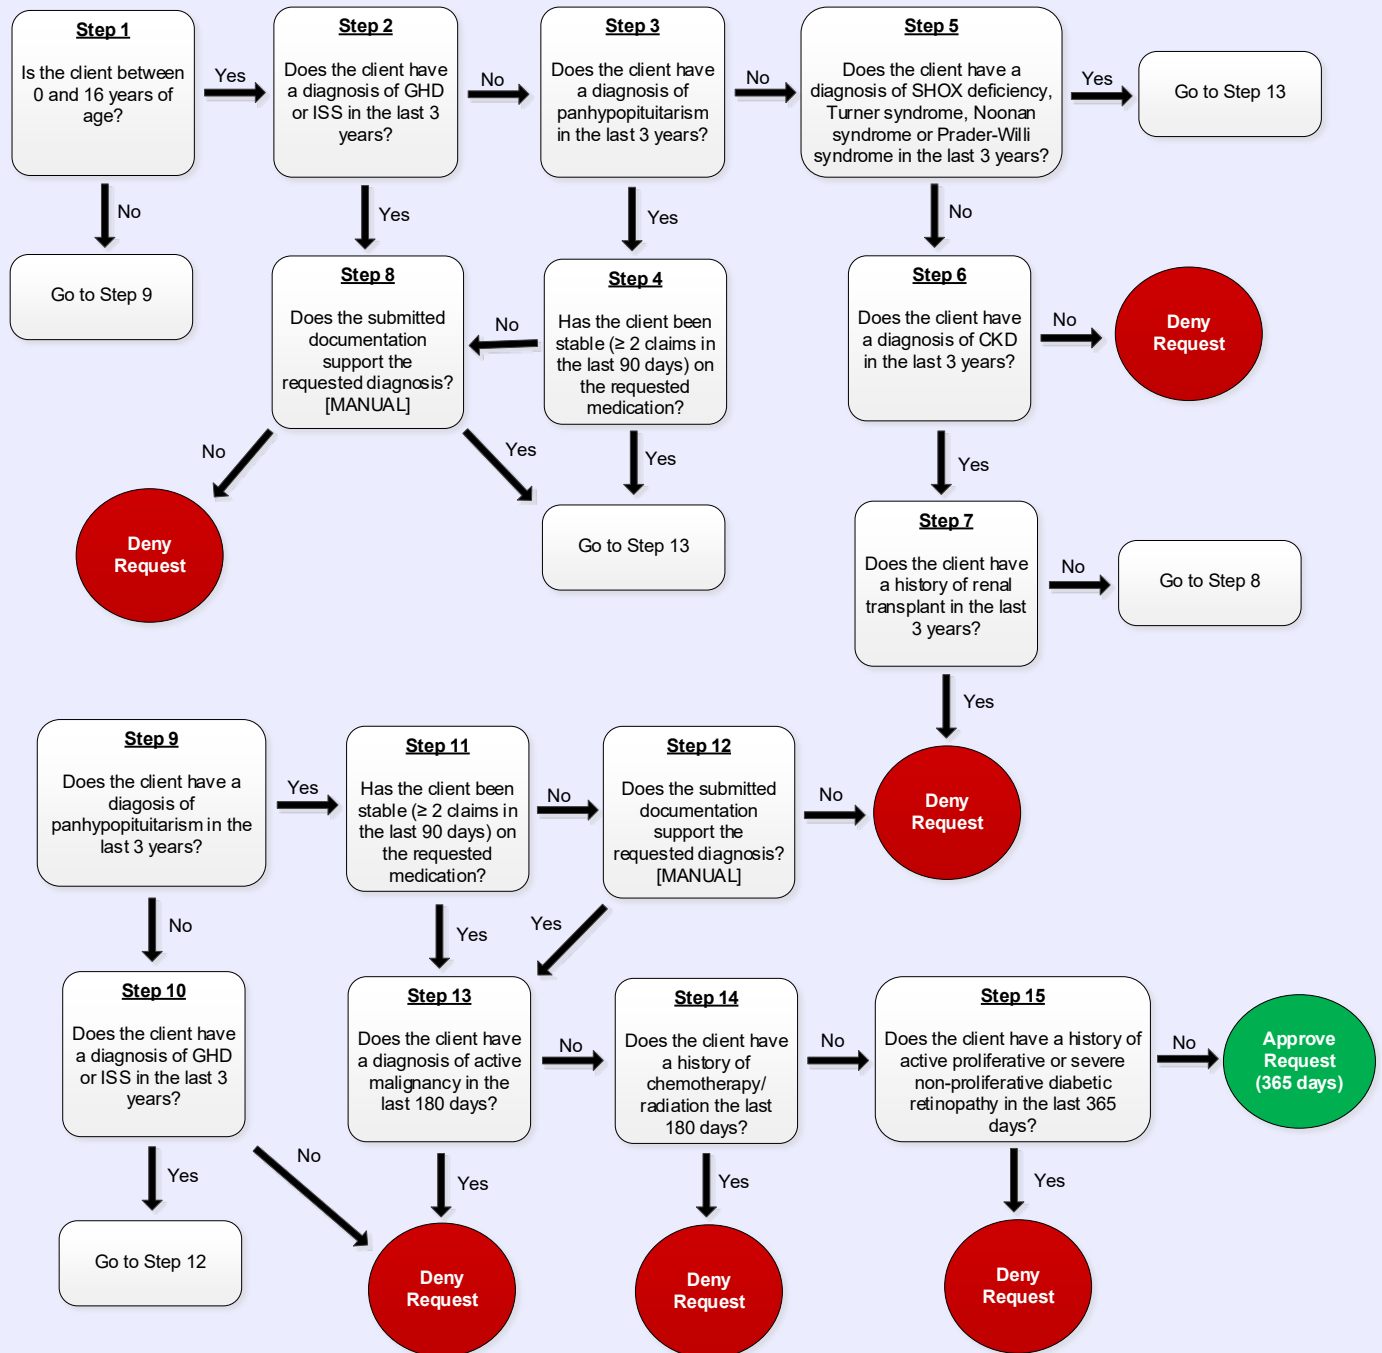 Step 1
Is the client between
0 and 16 years of
age?
Yes
Step 2
Does the client have
a diagnosis of GHD
or ISS in the last 3
years?
No
Step 3
Does the client have
a diagnosis of
panhypopituitarism
in the last 3 years?
No
Step 5
Does the client have a
diagnosis of SHOX deficiency,
Turner syndrome, Noonan
syndrome or Prader-Willi
syndrome in the last 3 years?
Yes
Go to Step 13
No
Yes
Yes
No
Go to Step 9
Step 8
Does the submitted
documentation
support the
requested diagnosis?
[MANUAL]
No
Step 4
Has the client been
stable (≥ 2 claims in
the last 90 days) on
the requested
medication?
Step 6
Does the client have
a diagnosis of CKD
in the last 3 years?
No
Deny
Request
No
Yes
Yes
Yes
Deny
Request
Go to Step 13
Step 7
Does the client have
a history of renal
transplant in the last
3 years?
No
Go to Step 8
Yes
Step 9
Does the client have a
diagosis of
panhypopituitarism in the
last 3 years?
Yes
Step 11
Has the client been
stable (≥ 2 claims in
the last 90 days) on
the requested
medication?
No
Step 12
Does the submitted
documentation
support the
requested diagnosis?
[MANUAL]
No
Deny
Request
No
Yes
Yes
Step 10
Does the client have
a diagnosis of GHD
or ISS in the last 3
years?
Step 13
Does the client have
a diagnosis of active
malignancy in the
last 180 days?
No
Step 14
Does the client have
a history of
chemotherapy/
radiation the last
180 days?
No
Step 15
Does the client have a history of
active proliferative or severe
non-proliferative diabetic
retinopathy in the last 365
days?
No
Approve
Request
(365 days)
Yes
No
Yes
Yes
Yes
Go to Step 12
Deny
Request
Deny
Request
Deny
Request